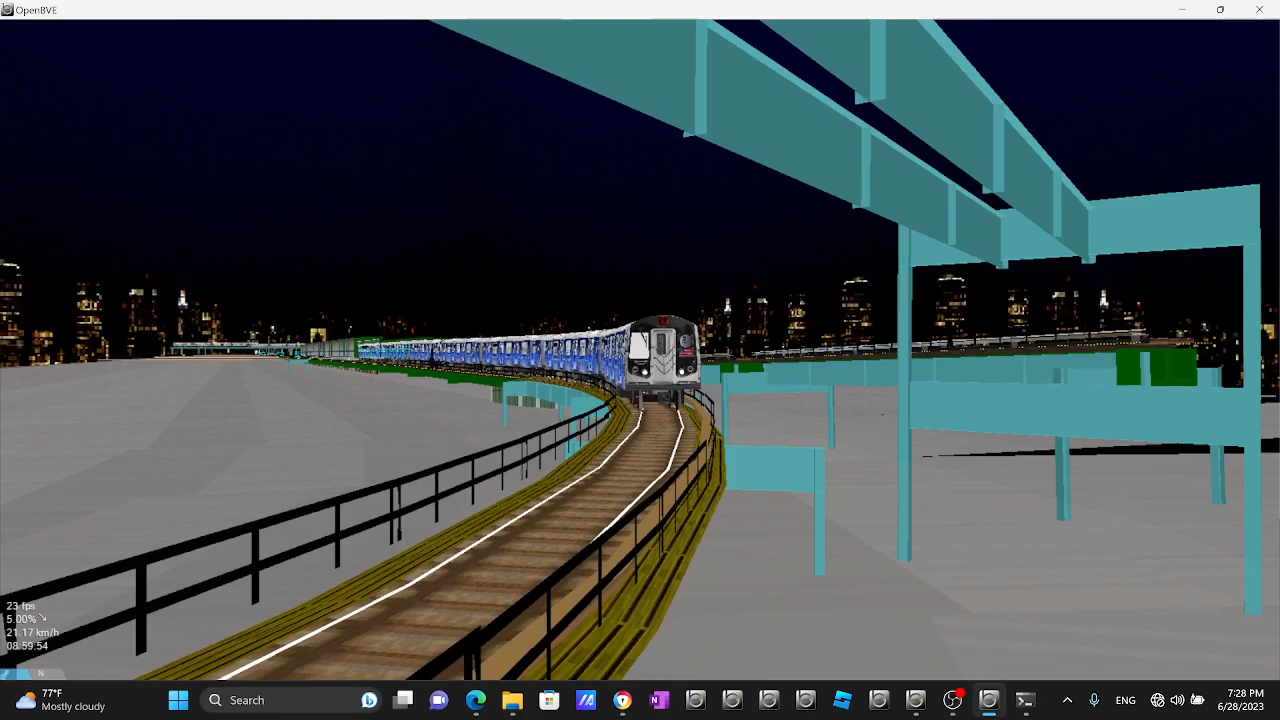 OpenBVE
23 fps
5.00%
21.17 km/h
08:59:54
F N
77°F
Mostly cloudy
Search
ENG
7:28 PM
6/28/2023